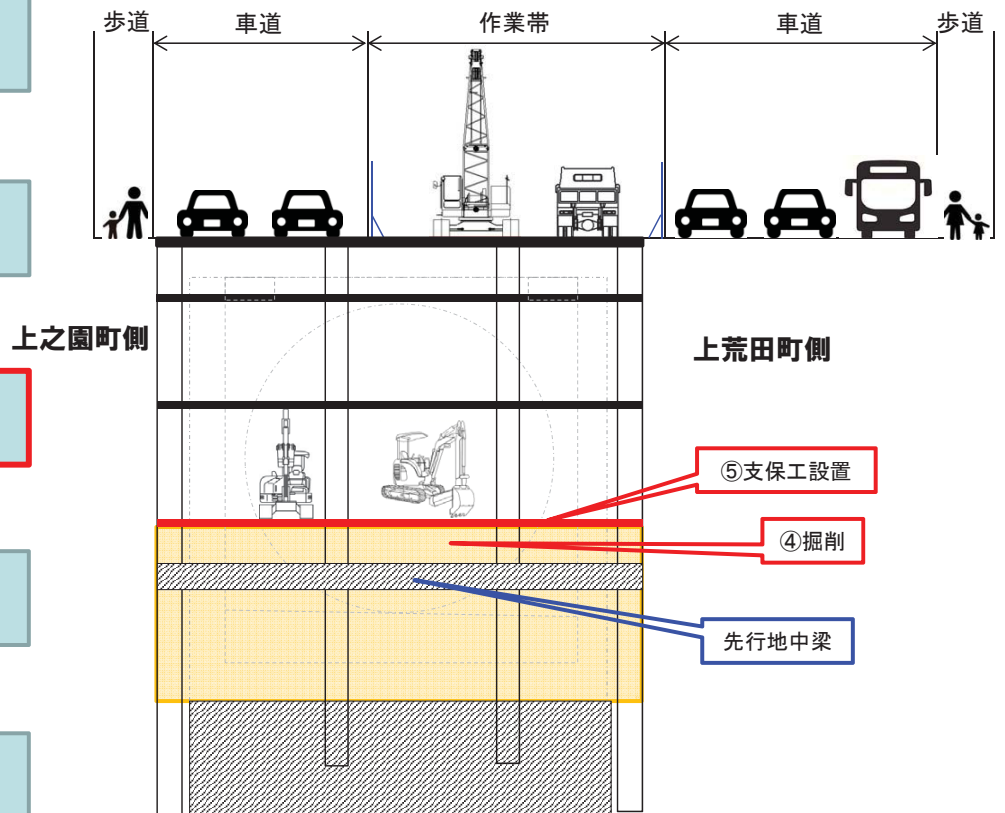 歩道
車道
作業帯
車道
歩道
上之園町側
上荒田町側
⑤支保工設置
④掘削
先行地中梁